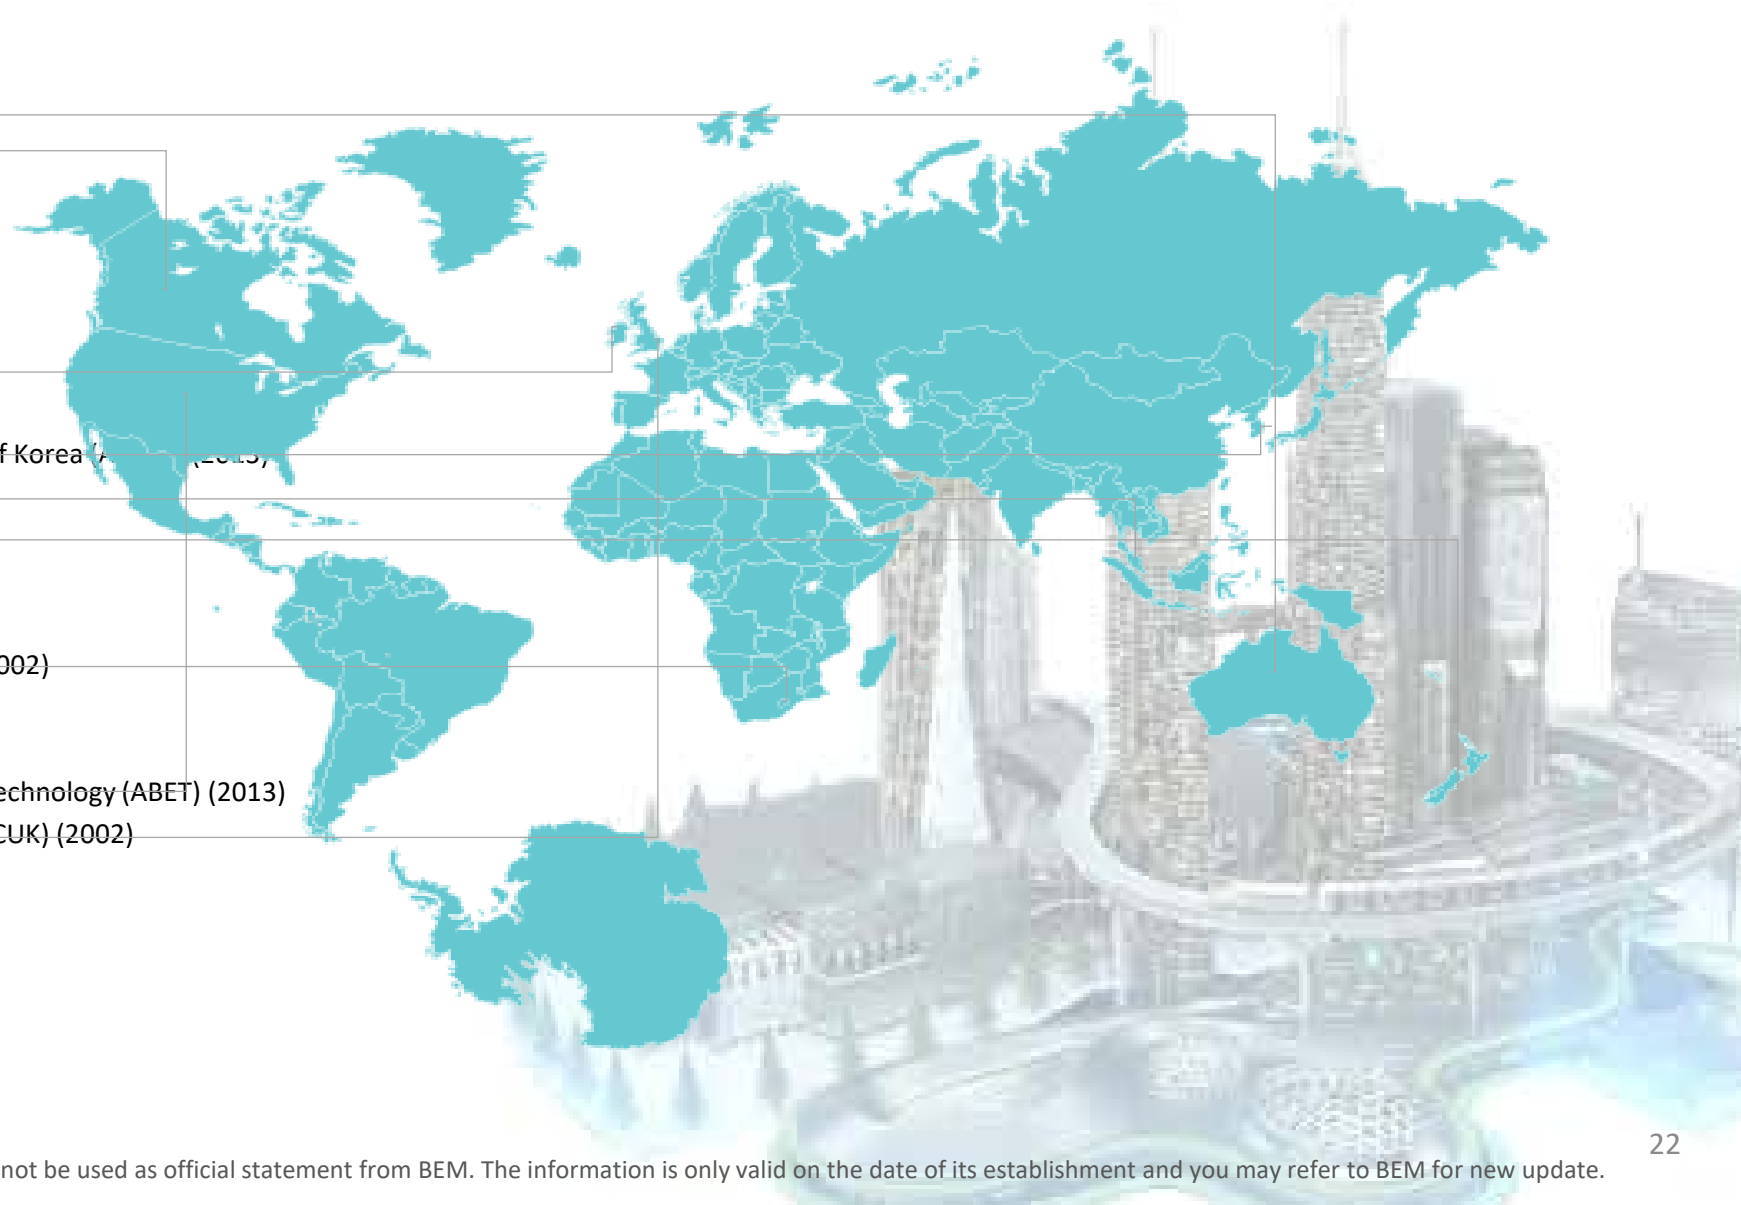 f Korea (2013)
002)
echnology (ABET) (2013)
CUK) (2002)
22
not be used as official statement from BEM. The information is only valid on the date of its establishment and you may refer to BEM for new update.